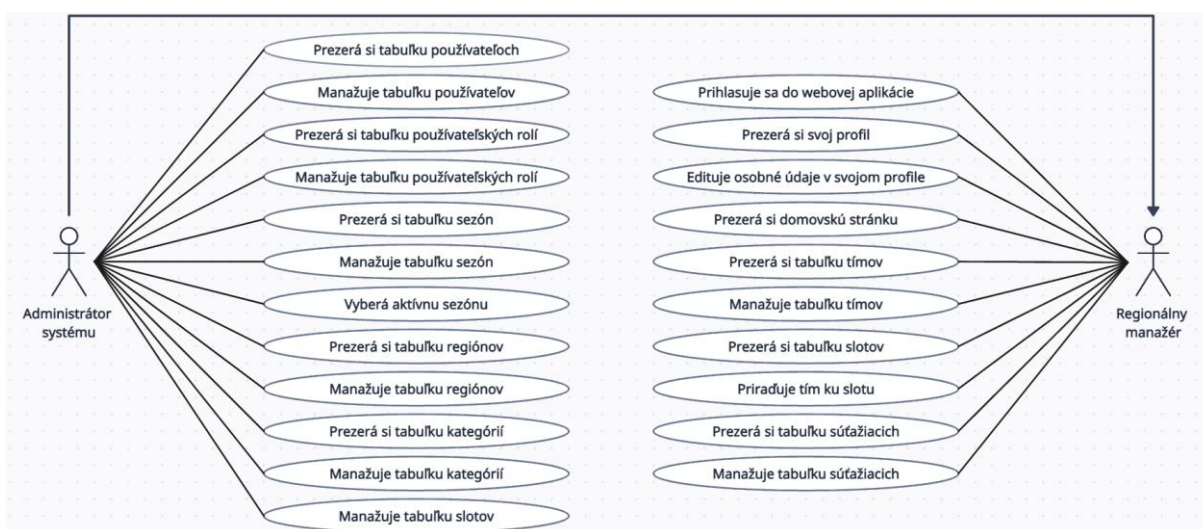 Prezerá si tabuľku používateľoch
Manažuje tabuľku používateľov
Prezerá si tabuľku používateľských rolí
Manažuje tabuľku používateľských rolí
Prezerá si tabuľku sezón
Manažuje tabuľku sezón
Vyberá aktívnu sezónu
Prezerá si tabuľku regiónov
Manažuje tabuľku regiónov
Prezerá si tabuľku kategórií
Manažuje tabuľku kategórií
Manažuje tabuľku slotov
Administrátor
systému
Prihlasuje sa do webovej aplikácie
Prezerá si svoj profil
Edituje osobné údaje v svojom profile
Prezerá si domovskú stránku
Prezerá si tabuľku tímov
Manažuje tabuľku tímov
Prezerá si tabuľku slotov
Priraďuje tím ku slotu
Prezerá si tabuľku súťažiacich
Manažuje tabuľku súťažiacich
Regionálny
manažér